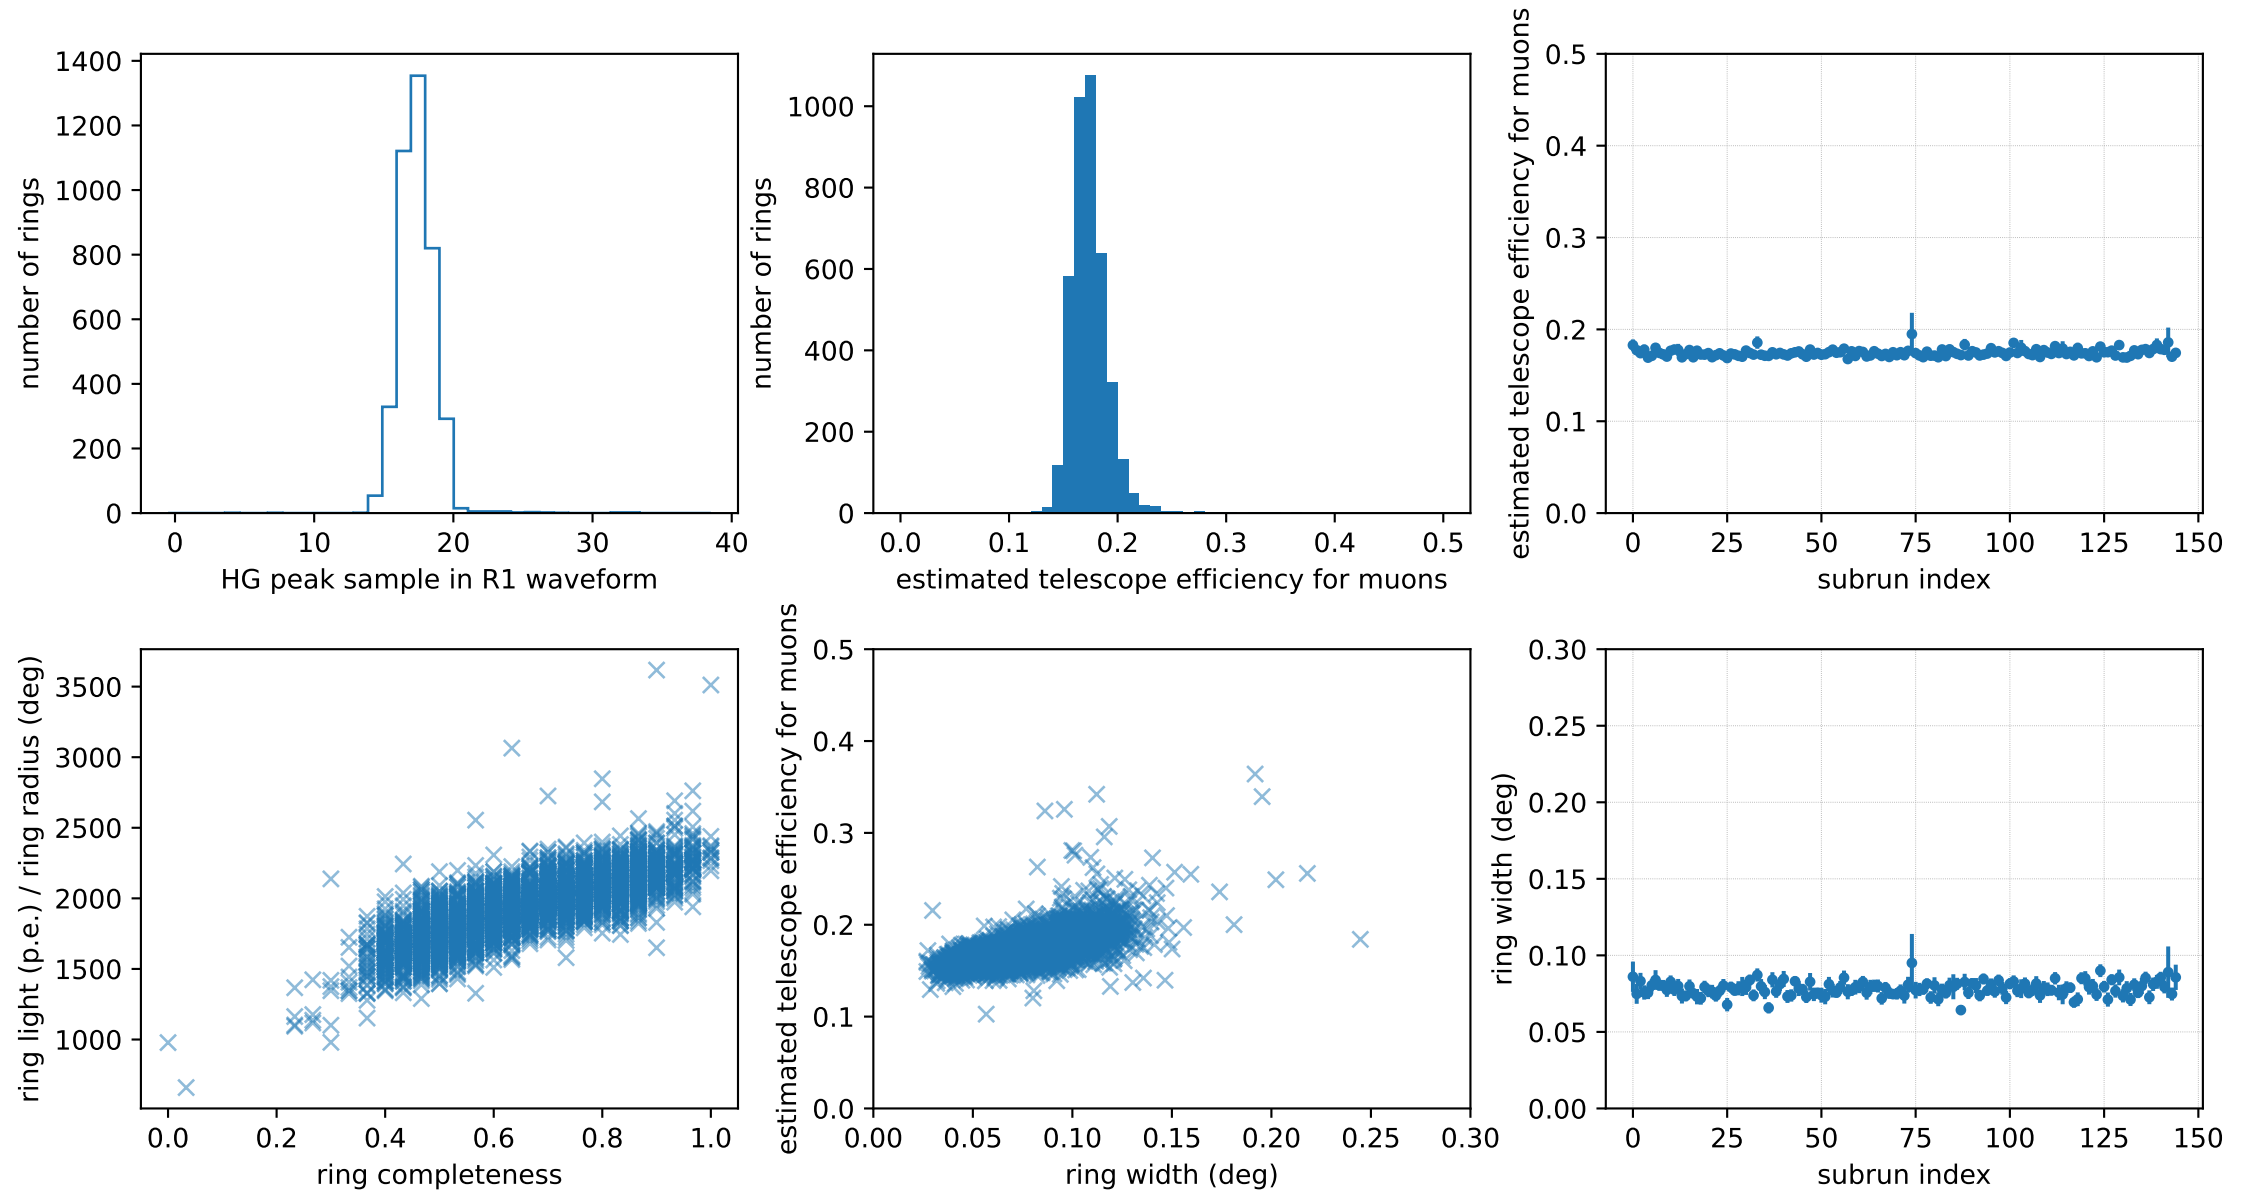 1400
1200
1000
800
600
400
200
0
number of rings
0 10 20 30 40
HG peak sample in R1 waveform
1000
800
600
400
200
0
number of rings
0.0 0.1 0.2 0.3 0.4 0.5
estimated telescope efficiency for muons
0.5
0.4
0.3
0.2
0.1
0.0
estimated telescope efficiency for muons
0 25 50 75 100 125 150
subrun index
3500
3000
2500
2000
1500
1000
ring light (p.e.) / ring radius (deg)
0.0 0.2 0.4 0.6 0.8 1.0
ring completeness
0.5
0.4
0.3
0.2
0.1
0.0
estimated telescope efficiency for muons
0.00 0.05 0.10 0.15 0.20 0.25 0.30
ring width (deg)
0.30
0.25
0.20
0.15
0.10
0.05
0.00
ring width (deg)
0 25 50 75 100 125 150
subrun index